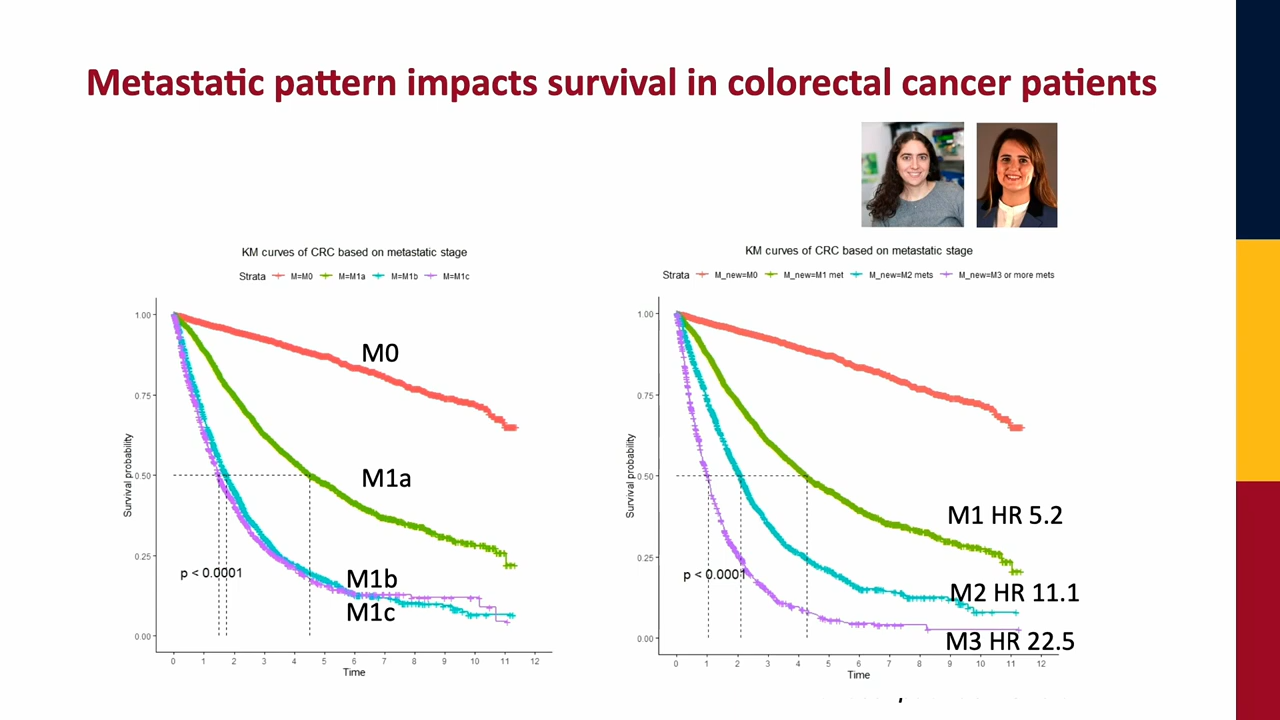 Metastatic pattern impacts survival in colorectal cancer patients
KM curves of CRC based on metastatic stage
Strata M=M0 M=M1a M=M1b M=M1c
1.00
0.75
0.50
0.25
0.00
Survival probability
M0
M1a
p < 0.0001
M1b
M1c
0 1 2 3 4 5 6 7 8 9 10 11 12
Time
KM curves of CRC based on metastatic stage
Strata M_new=M0 M_new=M1 met M_new=M2 mets M_new=M3 or more mets
1.00
0.75
0.50
0.25
0.00
Survival probability
M1 HR 5.2
p < 0.0001
M2 HR 11.1
M3 HR 22.5
0 1 2 3 4 5 6 7 8 9 10 11 12
Time